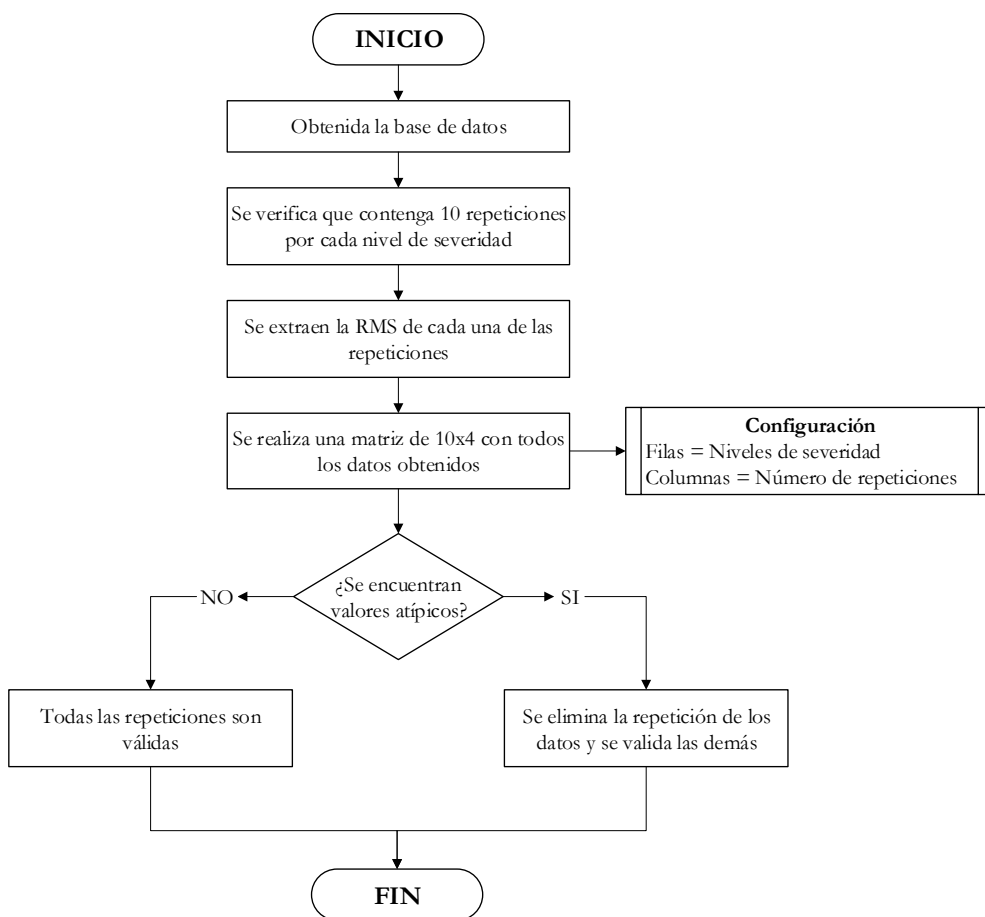 INICIO
Obtenida la base de datos
Se verifica que contenga 10 repeticiones
por cada nivel de severidad
Se extraen la RMS de cada una de las
repeticiones
Se realiza una matriz de 10x4 con todos
los datos obtenidos
Configuración
Filas = Niveles de severidad
Columnas = Número de repeticiones
¿Se encuentran
valores atípicos?
NO
SI
Todas las repeticiones son
válidas
Se elimina la repetición de los
datos y se valida las demás
FIN